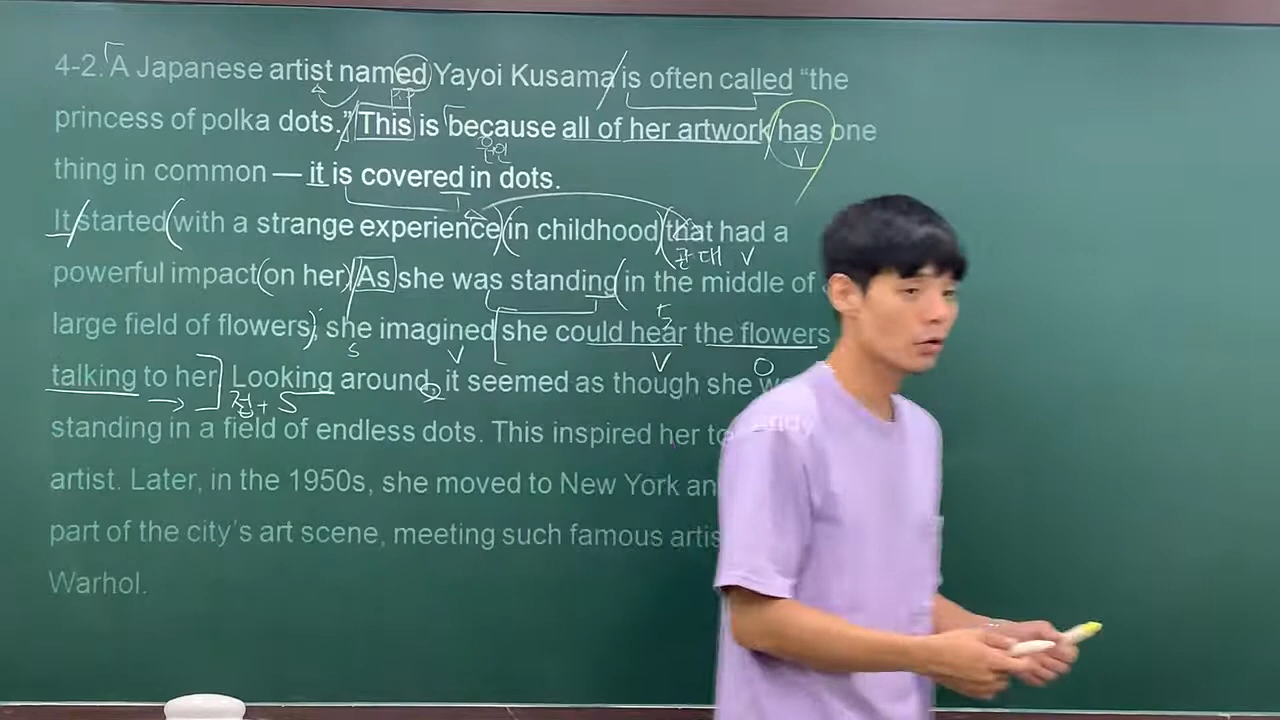 4-2. A Japanese artist named Yayoi Kusama is often called “the
princess of polka dots.” This is because all of her artwork has one
thing in common — it is covered in dots.
It started with a strange experience in childhood that had a
powerful impact on her. As she was standing in the middle of
large field of flowers, she imagined she could hear the flowers
talking to her. Looking around, it seemed as though she
standing in a field of endless dots. This inspired her to
artist. Later, in the 1950s, she moved to New York an
part of the city’s art scene, meeting such famous artis
Warhol.
원인
관대 V
S V 5 V O
접+S